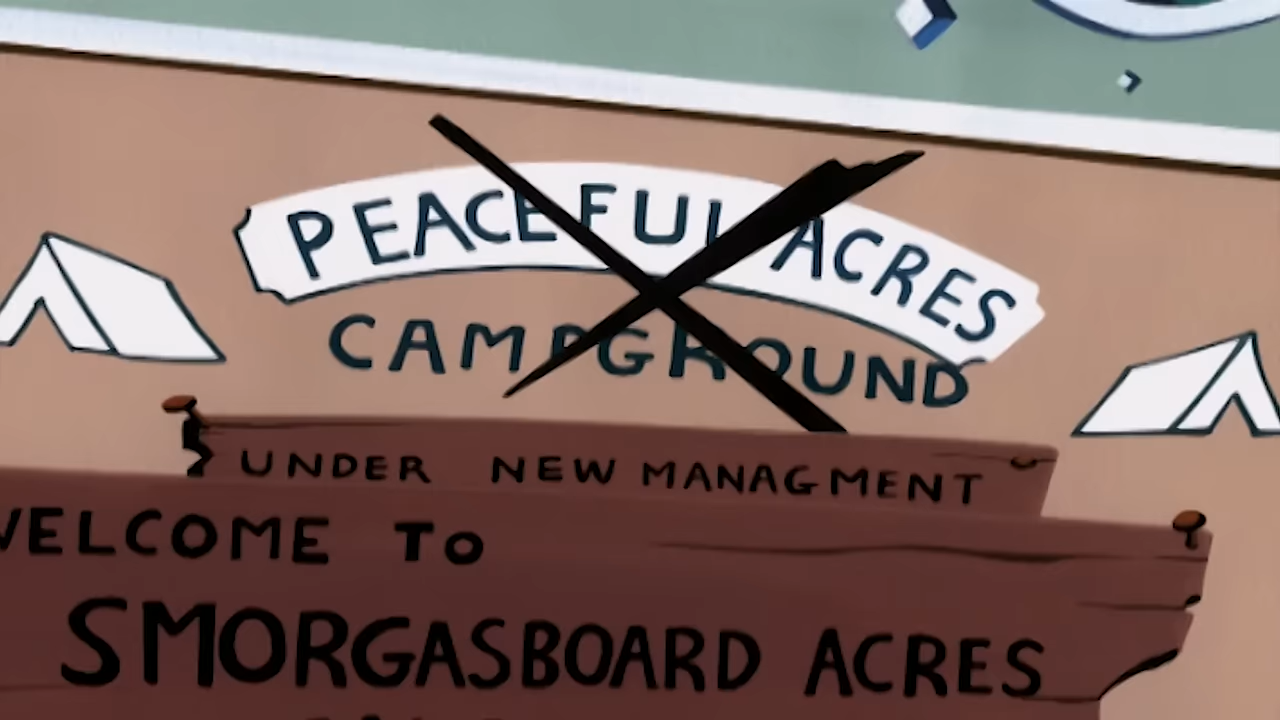 PEACEFUL ACRES
CAMPGROUND
UNDER NEW MANAGMENT
WELCOME TO
SMORGASBOARD ACRES